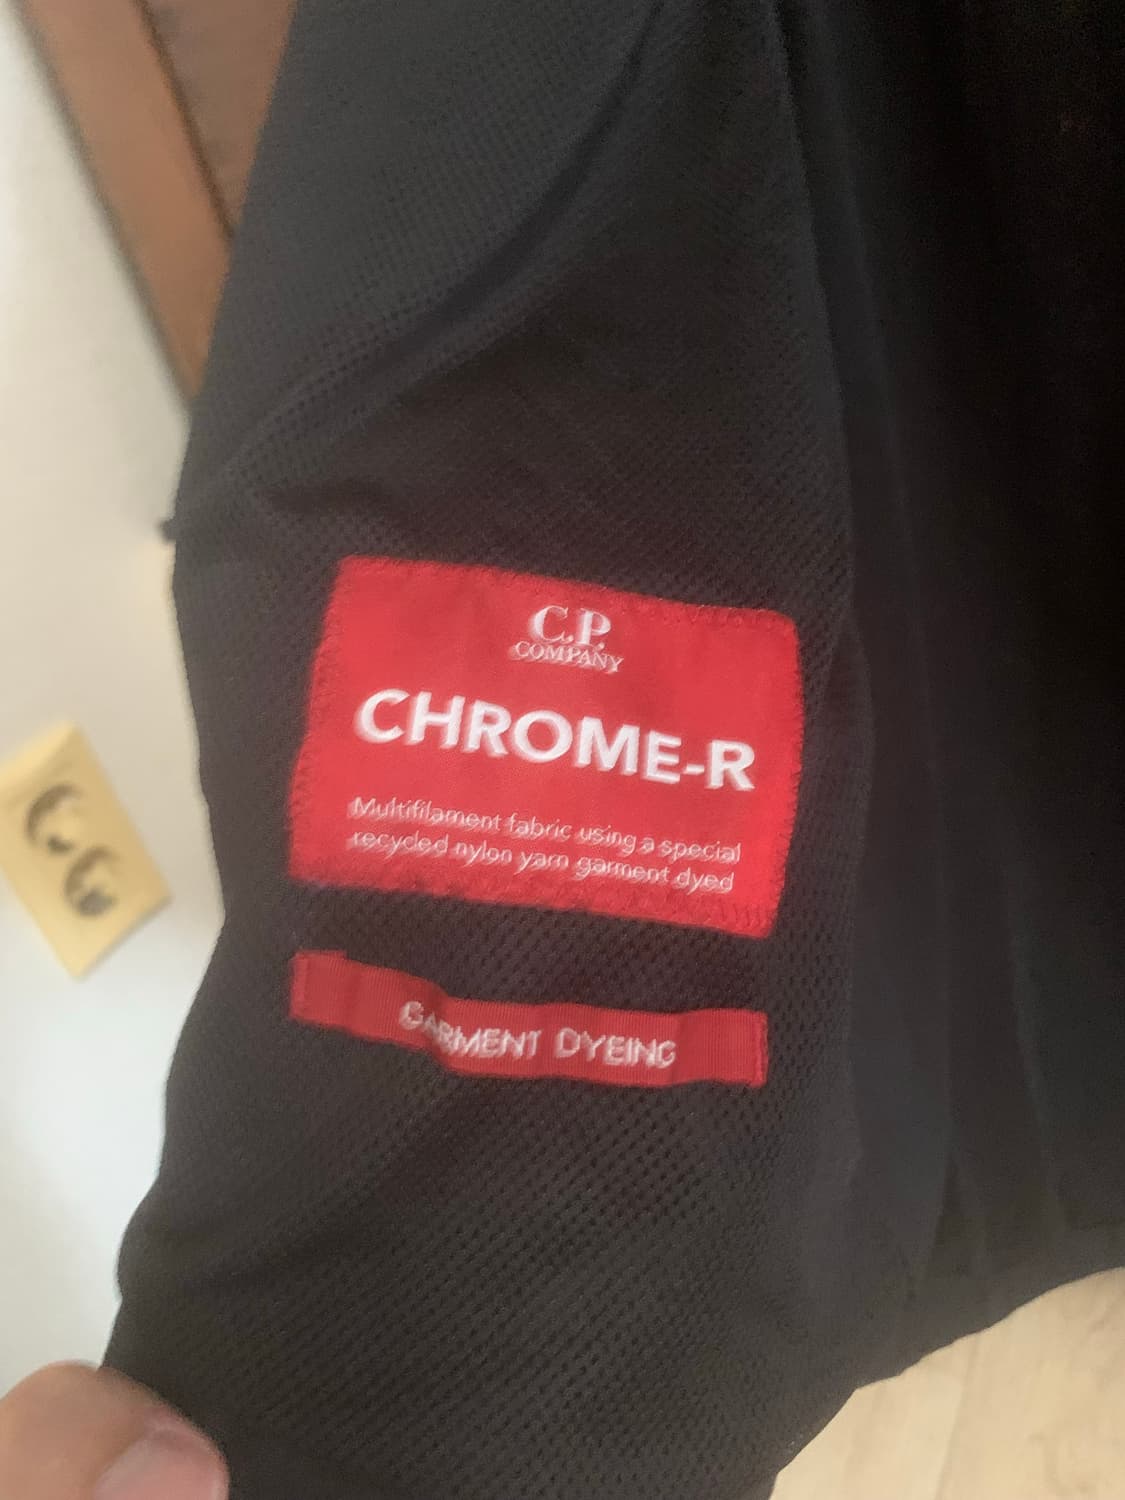 C.P.
COMPANY
CHROME-R
Multifilament fabric using a special
recycled nylon yarn garment dyed
GARMENT DYEING